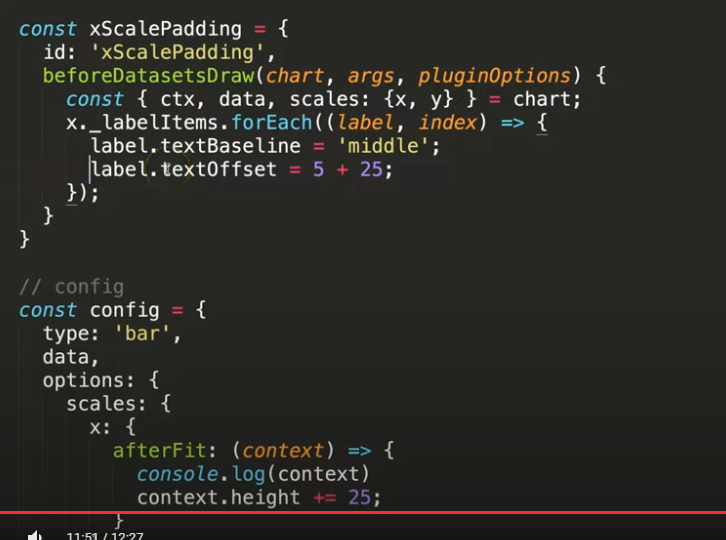 const xScalePadding = {
id: 'xScalePadding',
beforeDatasetsDraw(chart, args, pluginOptions) {
const { ctx, data, scales: {x, y} } = chart;
x._labelItems.forEach((label, index) => {
label.textBaseline = 'middle';
label.textOffset = 5 + 25;
});
}
}
// config
const config = {
type: 'bar',
data,
options: {
scales: {
x: {
afterFit: (context) => {
console.log(context)
context.height += 25;
}
11:51 / 12:27